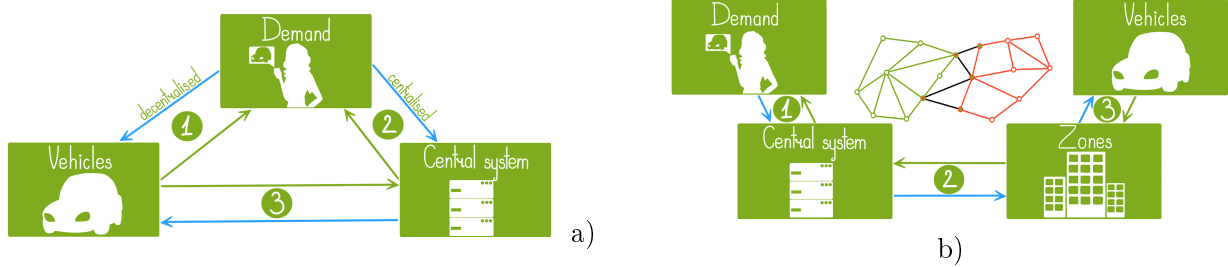 Demand
decentralised
centralised
1
2
Vehicles
Central system
3
a)
Demand
Vehicles
1
3
Central system
Zones
2
b)